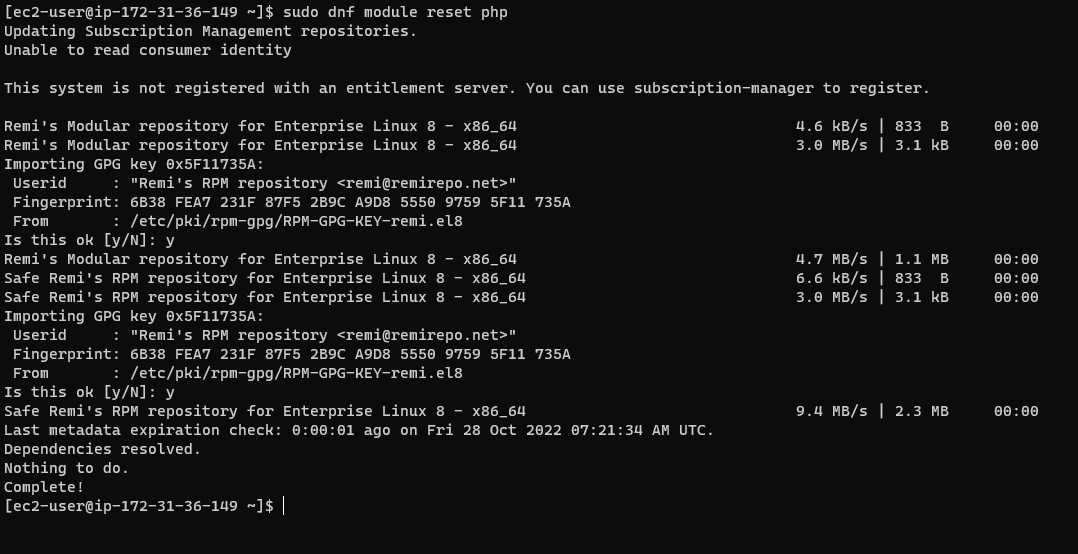 [ec2-user@ip-172-31-36-149 ~]$ sudo dnf module reset php
Updating Subscription Management repositories.
Unable to read consumer identity
This system is not registered with an entitlement server. You can use subscription-manager to register.
Remi's Modular repository for Enterprise Linux 8 - x86_64 4.6 kB/s | 833 B 00:00
Remi's Modular repository for Enterprise Linux 8 - x86_64 3.0 MB/s | 3.1 kB 00:00
Importing GPG key 0x5F11735A:
Userid : "Remi's RPM repository <remi@remirepo.net>"
Fingerprint: 6B38 FEA7 231F 87F5 2B9C A9D8 5550 9759 5F11 735A
From : /etc/pki/rpm-gpg/RPM-GPG-KEY-remi.el8
Is this ok [y/N]: y
Remi's Modular repository for Enterprise Linux 8 - x86_64 4.7 MB/s | 1.1 MB 00:00
Safe Remi's RPM repository for Enterprise Linux 8 - x86_64 6.6 kB/s | 833 B 00:00
Safe Remi's RPM repository for Enterprise Linux 8 - x86_64 3.0 MB/s | 3.1 kB 00:00
Importing GPG key 0x5F11735A:
Userid : "Remi's RPM repository <remi@remirepo.net>"
Fingerprint: 6B38 FEA7 231F 87F5 2B9C A9D8 5550 9759 5F11 735A
From : /etc/pki/rpm-gpg/RPM-GPG-KEY-remi.el8
Is this ok [y/N]: y
Safe Remi's RPM repository for Enterprise Linux 8 - x86_64 9.4 MB/s | 2.3 MB 00:00
Last metadata expiration check: 0:00:01 ago on Fri 28 Oct 2022 07:21:34 AM UTC.
Dependencies resolved.
Nothing to do.
Complete!
[ec2-user@ip-172-31-36-149 ~]$